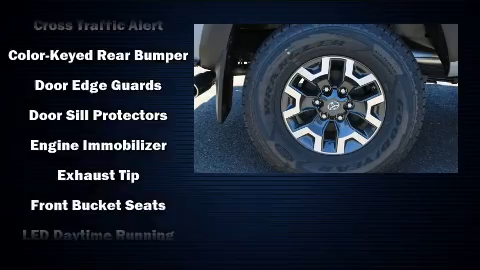 Cross Traffic Alert
Color-Keyed Rear Bumper
Door Edge Guards
Door Sill Protectors
Engine Immobilizer
Exhaust Tip
Front Bucket Seats
LED Daytime Running
GOODYEAR